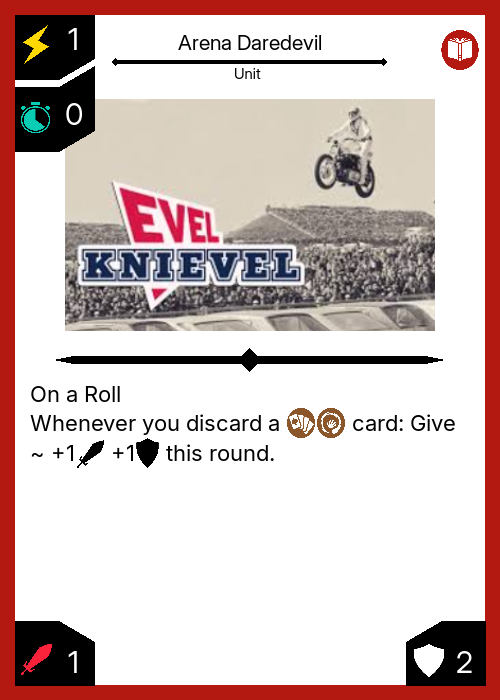 1
Arena Daredevil
Unit
0
EVEL
KNIEVEL
On a Roll
Whenever you discard a card: Give
~ +1 +1 this round.
1
2